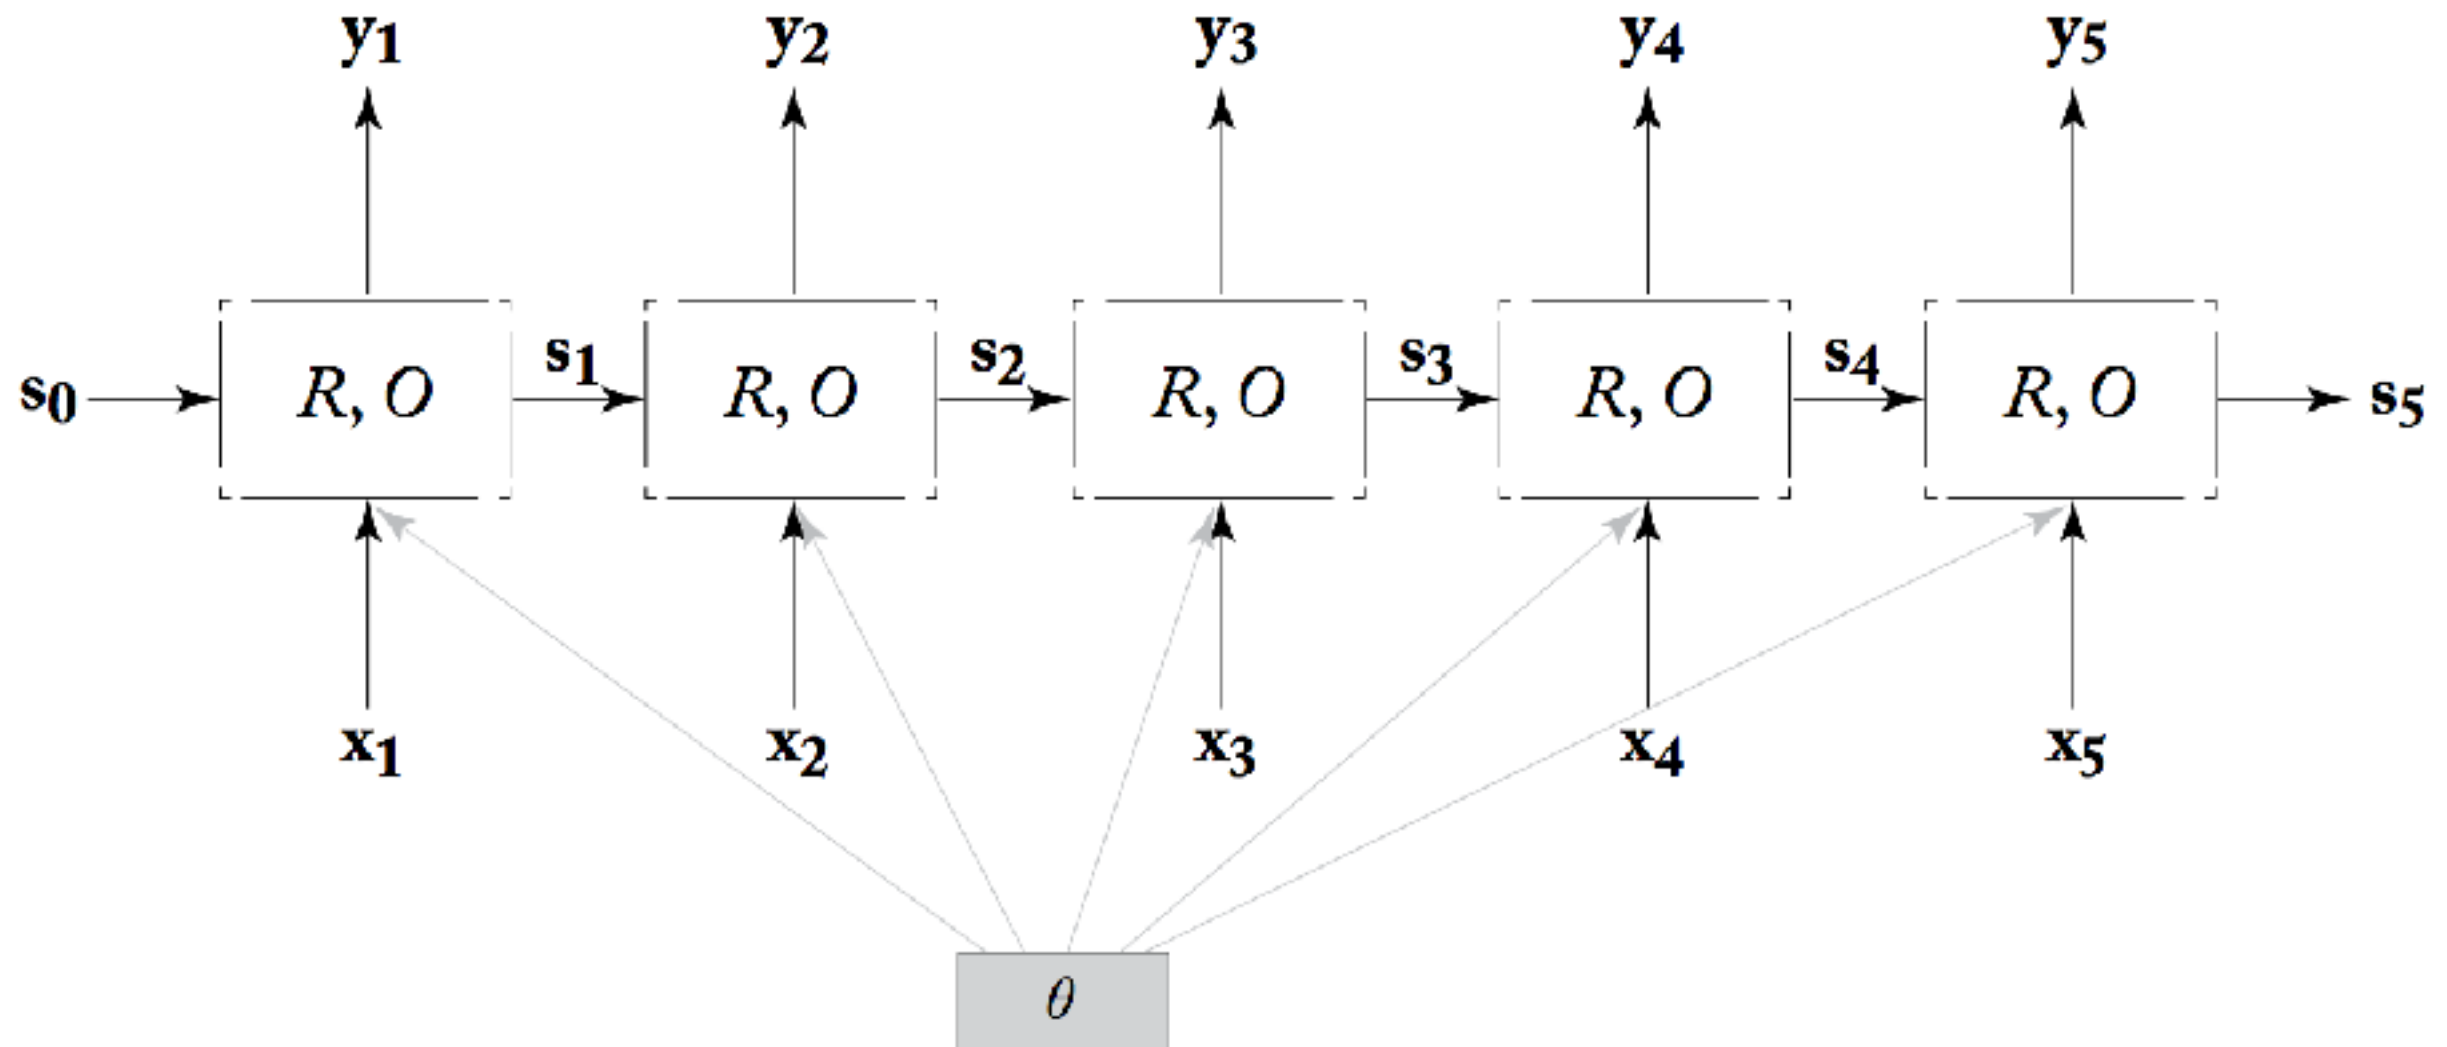 y1 y2 y3 y4 y5
s0 R, O s1 R, O s2 R, O s3 R, O s4 R, O s5
x1 x2 x3 x4 x5
θ